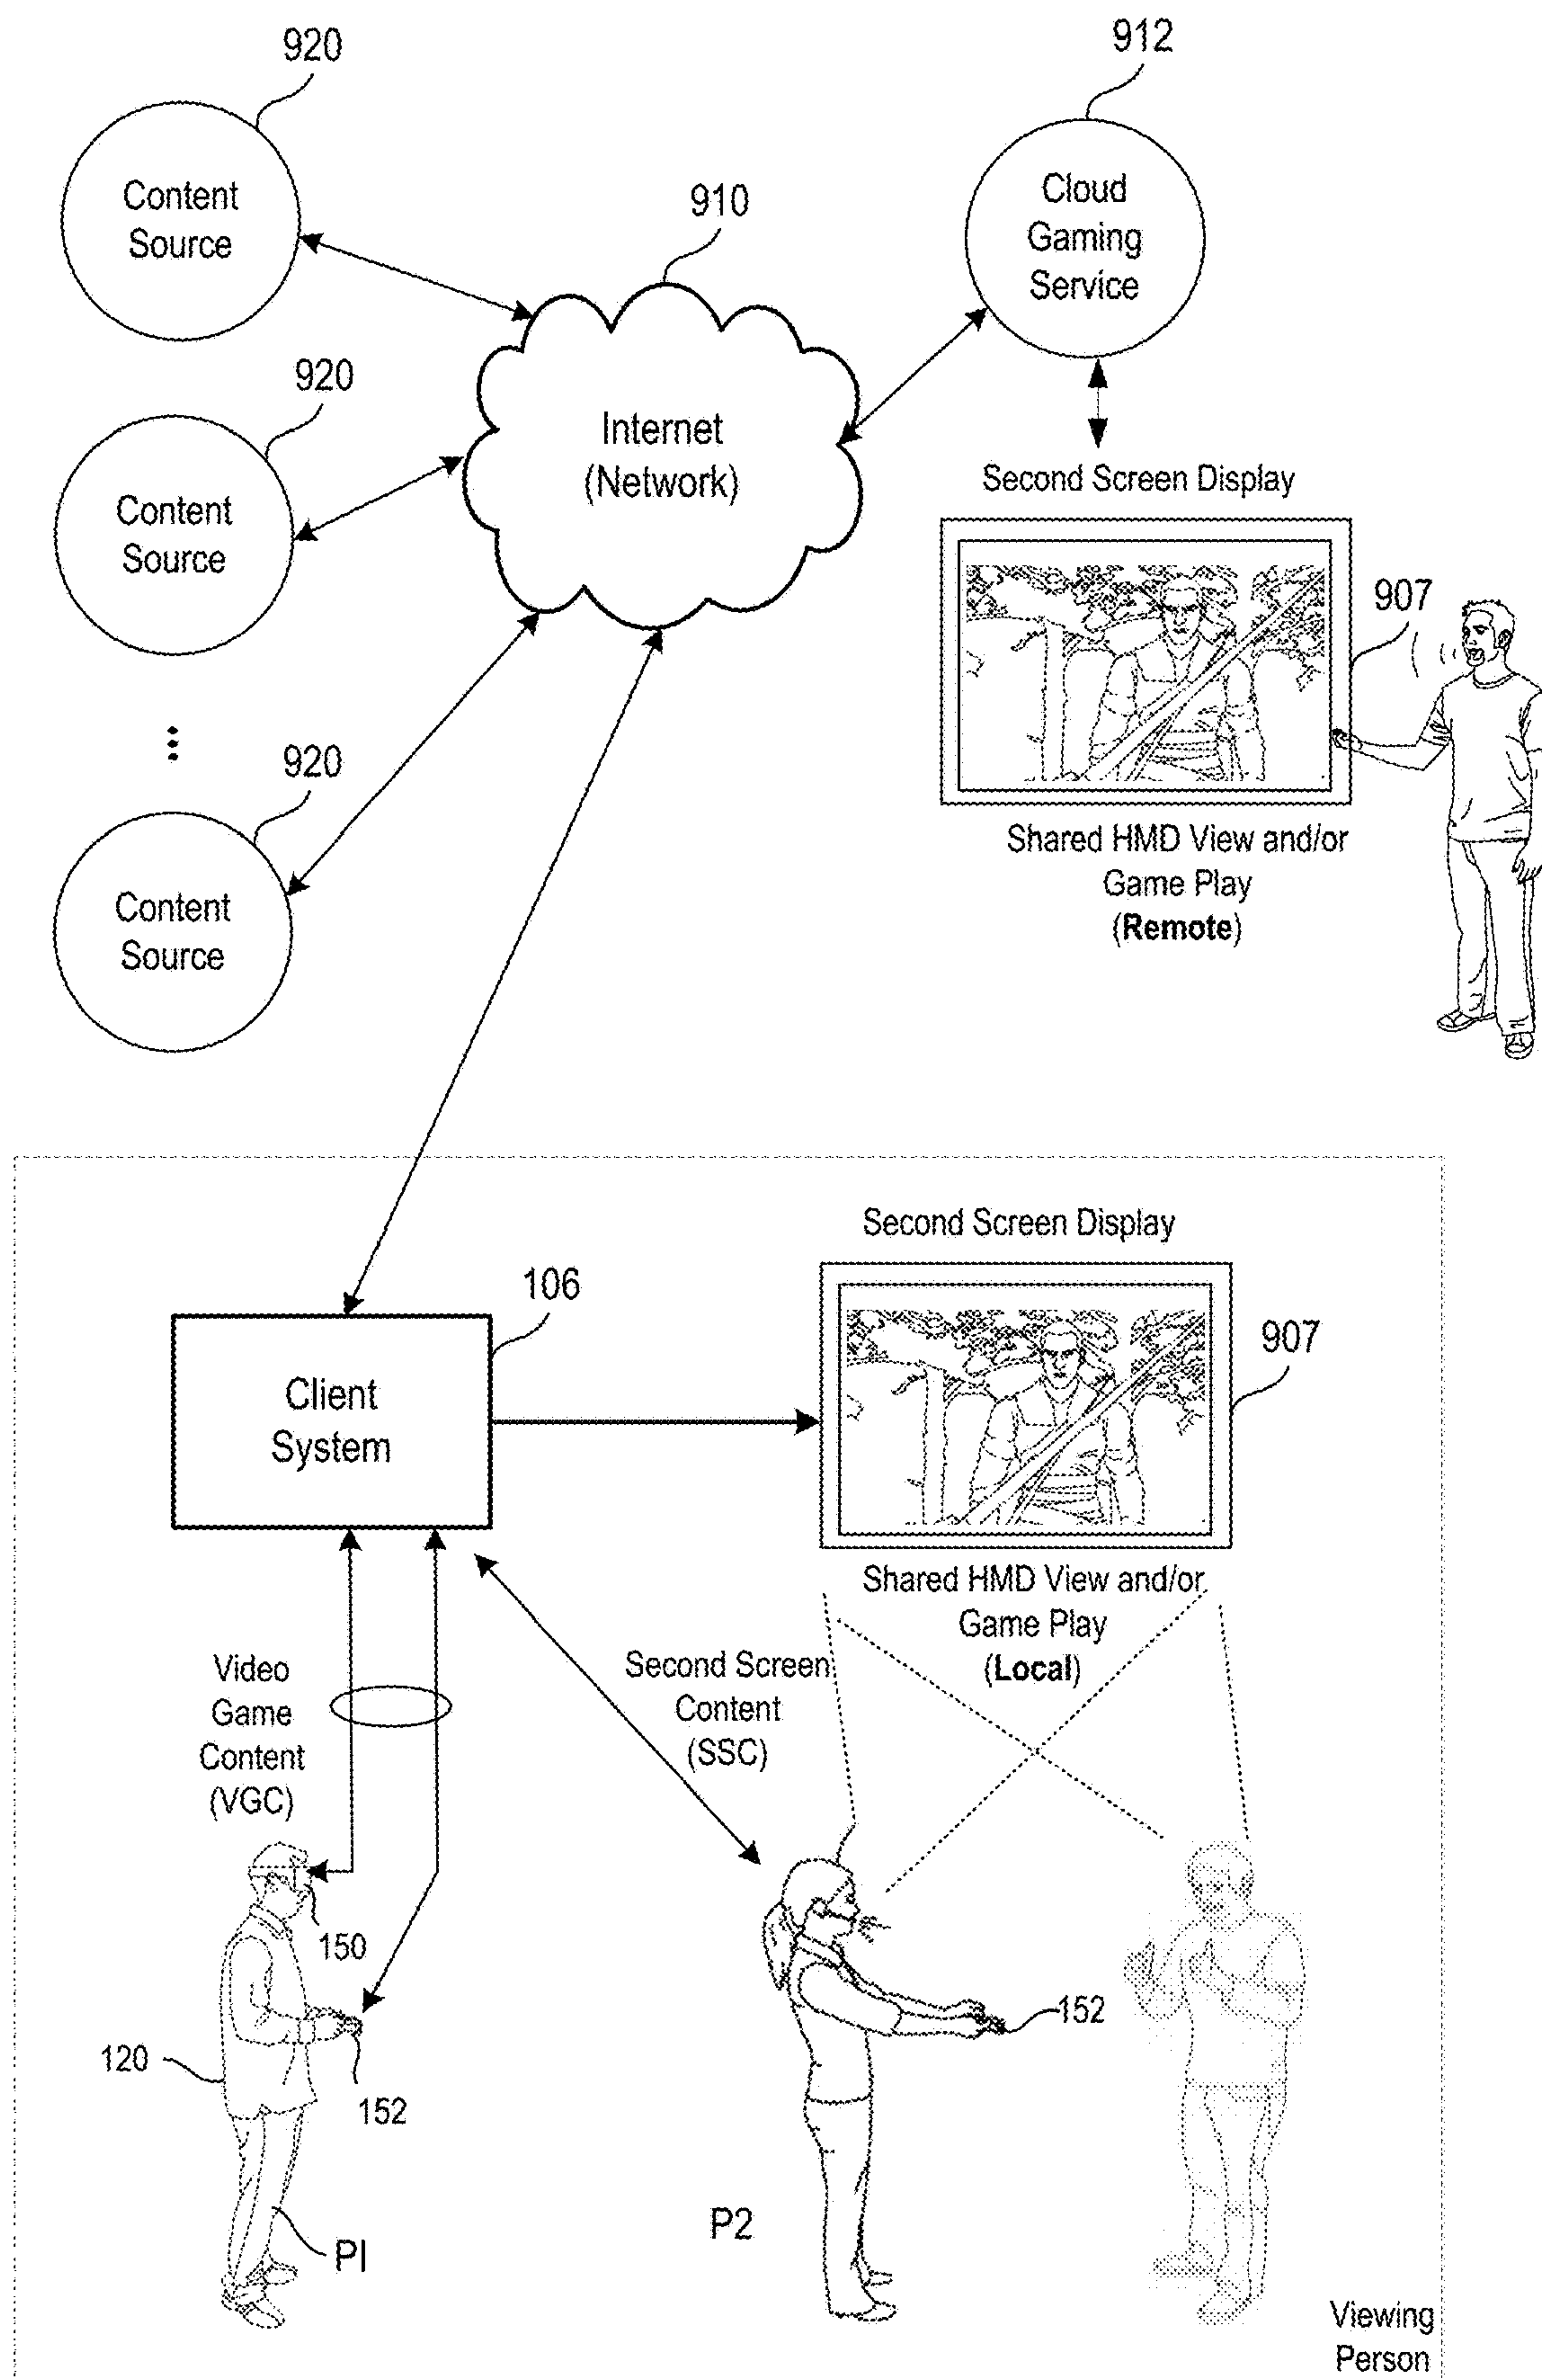 920
912
Content
Source
910
Cloud
Gaming
Service
920
Content
Source
Internet
(Network)
Second Screen Display
907
920
Content
Source
Shared HMD View and/or
Game Play
(Remote)
Second Screen Display
106
Client
System
907
Shared HMD View and/or
Game Play
(Local)
Video
Game
Content
(VGC)
Second Screen
Content
(SSC)
150
120
152
152
P1
P2
Viewing
Person